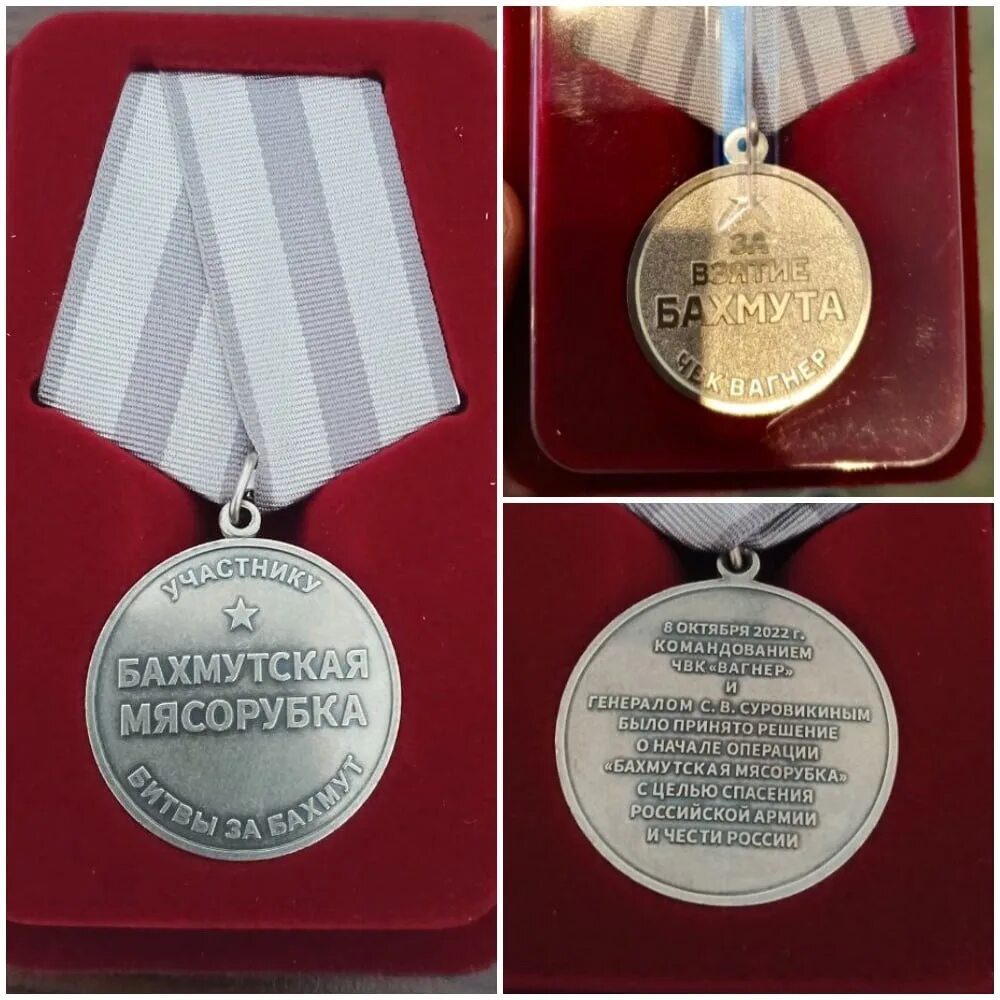 УЧАСТНИКУ
БАХМУТСКАЯ
МЯСОРУБКА
БИТВЫ ЗА БАХМУТ
ЗА
ВЗЯТИЕ
БАХМУТА
ЧВК ВАГНЕР
8 ОКТЯБРЯ 2022 г.
КОМАНДОВАНИЕМ
ЧВК «ВАГНЕР»
И
ГЕНЕРАЛОМ С. В. СУРОВИКИНЫМ
БЫЛО ПРИНЯТО РЕШЕНИЕ
О НАЧАЛЕ ОПЕРАЦИИ
«БАХМУТСКАЯ МЯСОРУБКА»
С ЦЕЛЬЮ СПАСЕНИЯ
РОССИЙСКОЙ АРМИИ
И ЧЕСТИ РОССИИ